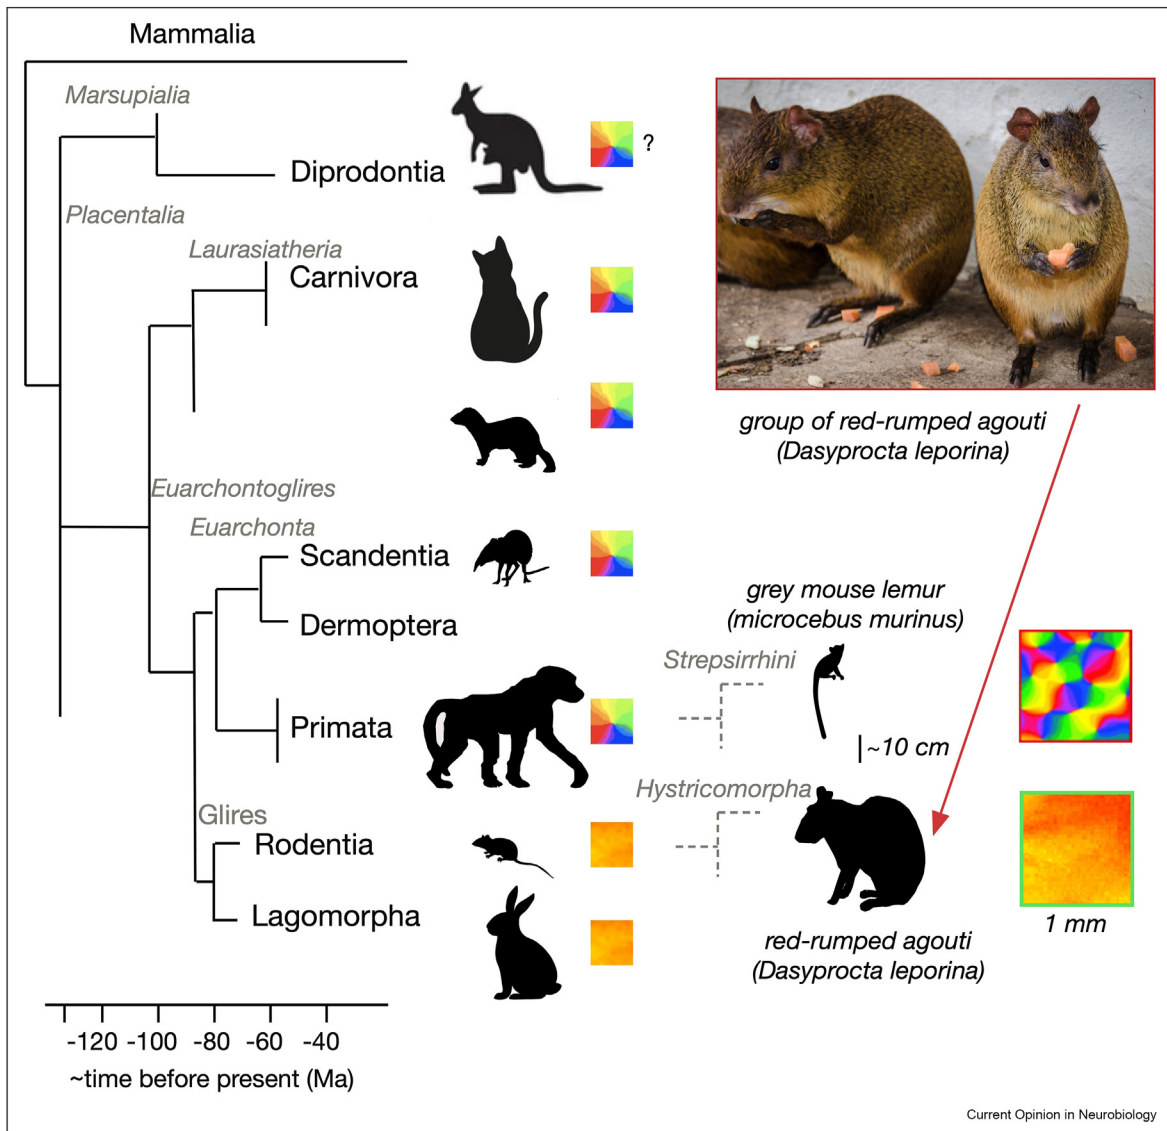 Mammalia
Marsupialia
Diprodontia
?
Placentalia
Laurasiatheria
Carnivora
group of red-rumped agouti
(Dasyprocta leporina)
Euarchontoglires
Euarchonta
Scandentia
Dermoptera
grey mouse lemur
(microcebus murinus)
Strepsirrhini
Primata
~10 cm
Hystricomorpha
Glires
Rodentia
Lagomorpha
1 mm
red-rumped agouti
(Dasyprocta leporina)
-120 -100 -80 -60 -40
~time before present (Ma)
Current Opinion in Neurobiology